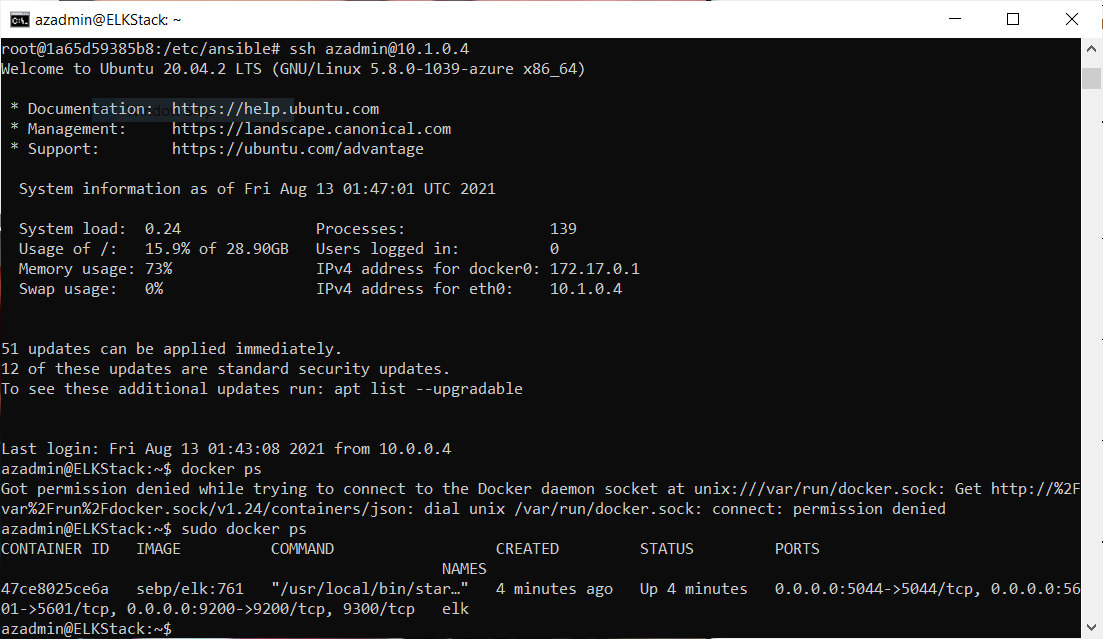 azadmin@ELKStack: ~
root@1a65d59385b8:/etc/ansible# ssh azadmin@10.1.0.4
Welcome to Ubuntu 20.04.2 LTS (GNU/Linux 5.8.0-1039-azure x86_64)
* Documentation:  https://help.ubuntu.com
* Management:     https://landscape.canonical.com
* Support:        https://ubuntu.com/advantage
System information as of Fri Aug 13 01:47:01 UTC 2021
System load:  0.24               Processes:                139
Usage of /:   15.9% of 28.90GB   Users logged in:          0
Memory usage: 73%                IPv4 address for docker0: 172.17.0.1
Swap usage:   0%                 IPv4 address for eth0:    10.1.0.4
51 updates can be applied immediately.
12 of these updates are standard security updates.
To see these additional updates run: apt list --upgradable
Last login: Fri Aug 13 01:43:08 2021 from 10.0.0.4
azadmin@ELKStack:~$ docker ps
Got permission denied while trying to connect to the Docker daemon socket at unix:///var/run/docker.sock: Get http://%2F
var%2Frun%2Fdocker.sock/v1.24/containers/json: dial unix /var/run/docker.sock: connect: permission denied
azadmin@ELKStack:~$ sudo docker ps
CONTAINER ID   IMAGE          COMMAND                  CREATED         STATUS         PORTS
NAMES
47ce8025ce6a   sebp/elk:761   "/usr/local/bin/star…"   4 minutes ago   Up 4 minutes   0.0.0.0:5044->5044/tcp, 0.0.0.0:56
01->5601/tcp, 0.0.0.0:9200->9200/tcp, 9300/tcp   elk
azadmin@ELKStack:~$